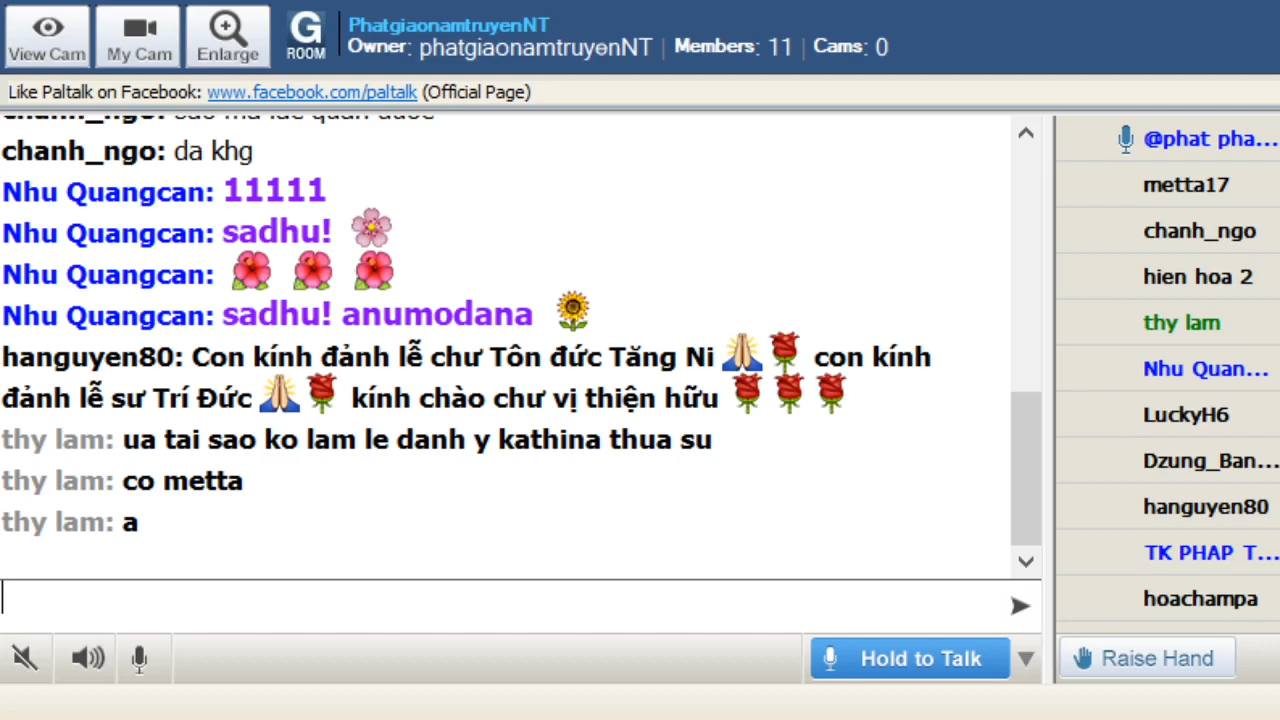 View Cam
My Cam
Enlarge
G
ROOM
PhatgiaonamtruyenNT
Owner: phatgiaonamtruyenNT | Members: 11 | Cams: 0
Like Paltalk on Facebook: www.facebook.com/paltalk (Official Page)
chanh_ngo: da khg
Nhu Quangcan: 11111
Nhu Quangcan: sadhu! 🌸
Nhu Quangcan: 🌺 🌺 🌺
Nhu Quangcan: sadhu! anumodana 🌻
hanguyen80: Con kính đảnh lễ chư Tôn đức Tăng Ni 🙏🌹 con kính
đảnh lễ sư Trí Đức 🙏🌹 kính chào chư vị thiện hữu 🌹🌹🌹
thy lam: ua tai sao ko lam le danh y kathina thua su
thy lam: co metta
thy lam: a
@phat pha...
metta17
chanh_ngo
hien hoa 2
thy lam
Nhu Quan...
LuckyH6
Dzung_Ban...
hanguyen80
TK PHAP T...
hoachampa
Hold to Talk
Raise Hand